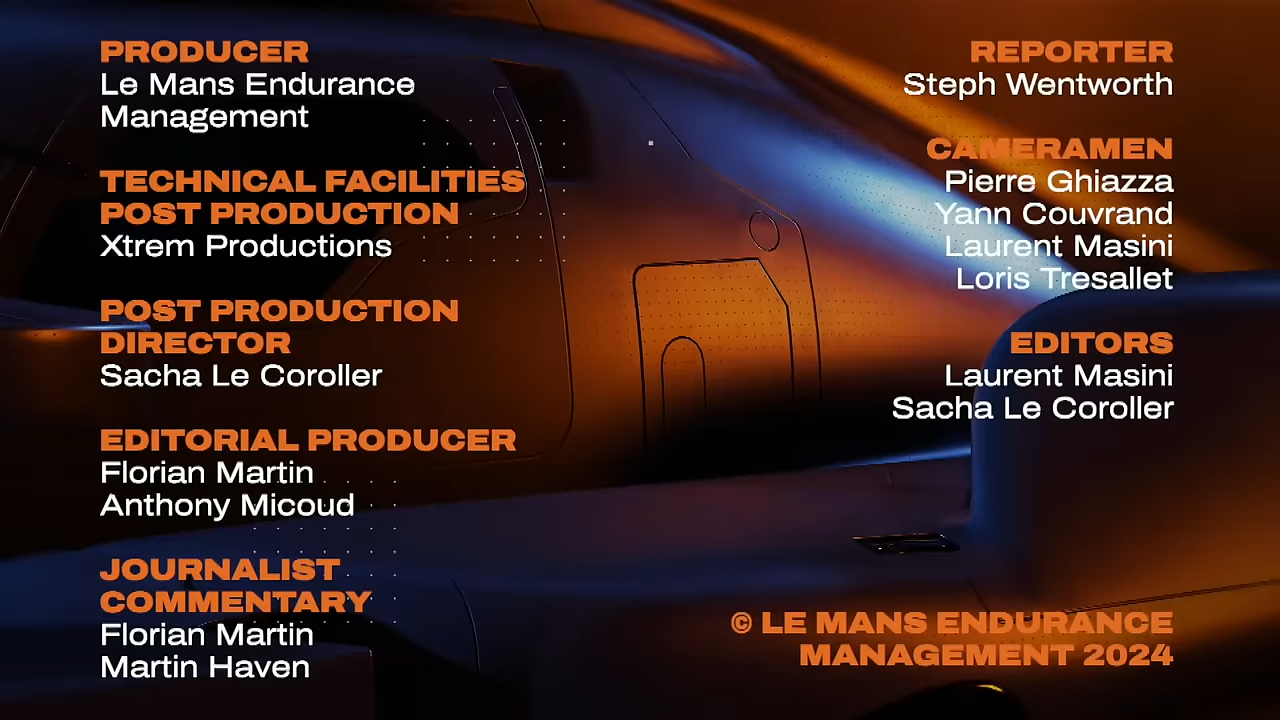 PRODUCER
Le Mans Endurance
Management
TECHNICAL FACILITIES
POST PRODUCTION
Xtrem Productions
POST PRODUCTION
DIRECTOR
Sacha Le Coroller
EDITORIAL PRODUCER
Florian Martin
Anthony Micoud
JOURNALIST
COMMENTARY
Florian Martin
Martin Haven
REPORTER
Steph Wentworth
CAMERAMEN
Pierre Ghiazza
Yann Couvrand
Laurent Masini
Loris Tresallet
EDITORS
Laurent Masini
Sacha Le Coroller
© LE MANS ENDURANCE
MANAGEMENT 2024